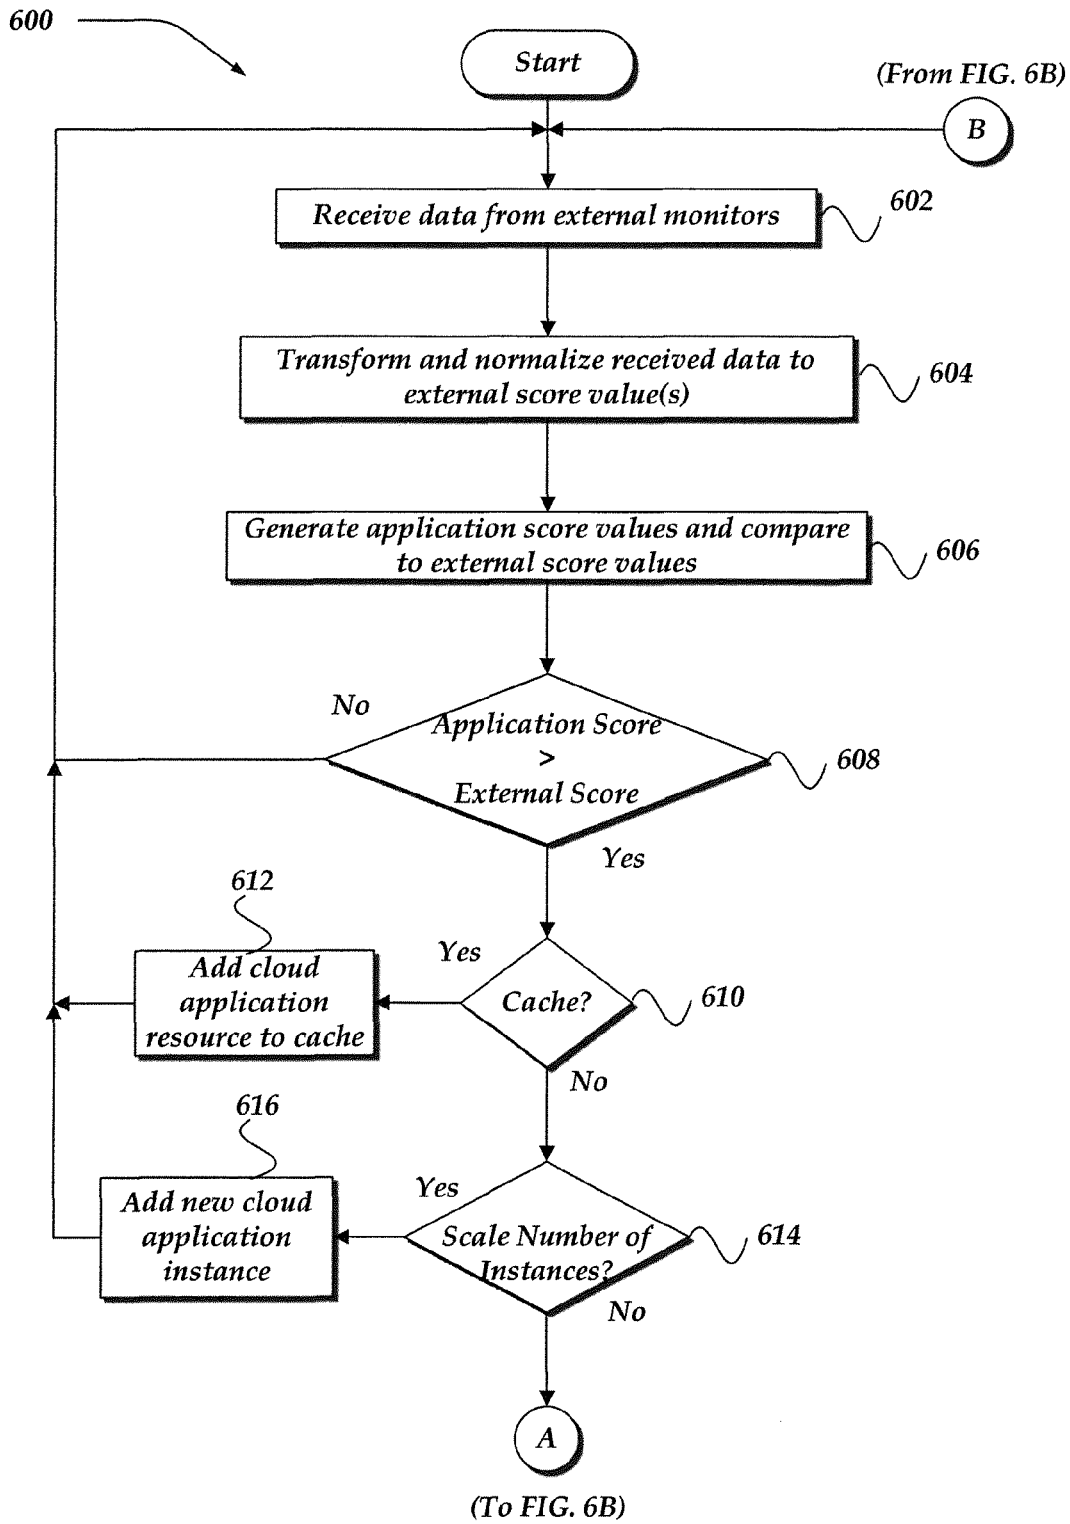 600
Start
(From FIG. 6B)
B
Receive data from external monitors
602
Transform and normalize received data to
external score value(s)
604
Generate application score values and compare
to external score values
606
No
Application Score
>
External Score
608
Yes
612
Yes
Add cloud
application
resource to cache
Cache?
610
No
616
Yes
Add new cloud
application
instance
Scale Number of
Instances?
614
No
A
(To FIG. 6B)